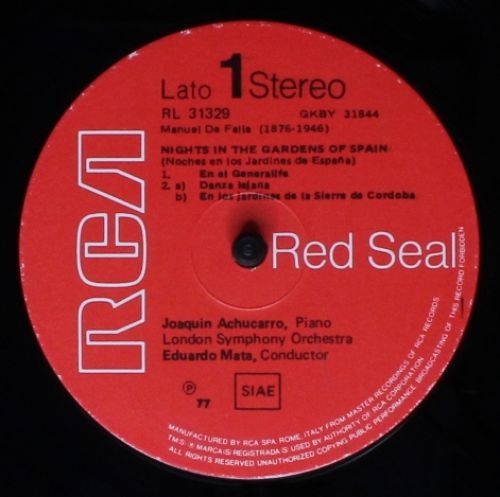 Lato 1 Stereo
RL 31329 GKBY 31844
Manuel De Falla (1876-1946)
NIGHTS IN THE GARDENS OF SPAIN
(Noches en los Jardines de España)
1. En el Generalife
2. a) Danza lejana
b) En los jardines de la Sierra de Cordoba
RCA
Red Seal
Joaquin Achucarro, Piano
London Symphony Orchestra
Eduardo Mata, Conductor
℗ 77
SIAE
MANUFACTURED BY RCA SPA, ROME, ITALY FROM MASTER RECORDINGS OF RCA RECORDS
TM(S) ® MARCA(S) REGISTRADA(S) USED BY AUTHORITY OF RCA CORPORATION
ALL RIGHTS RESERVED UNAUTHORIZED COPYING PUBLIC PERFORMANCE BROADCASTING OF THIS RECORD FORBIDDEN